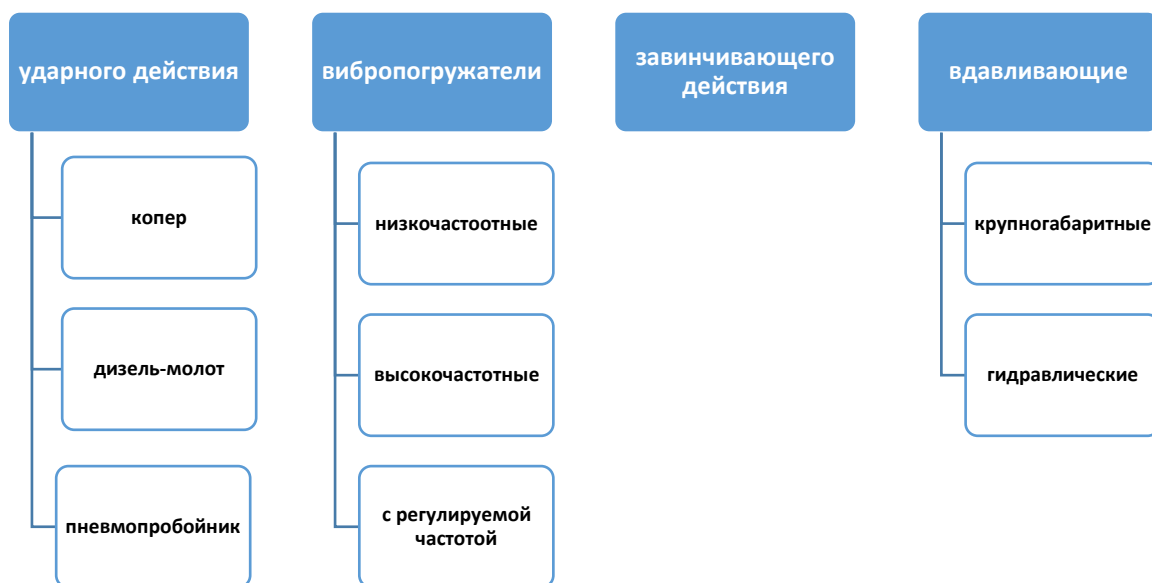 ударного действия
вибропогружатели
завинчивающего
действия
вдавливающие
копер
низкочастоотные
крупногабаритные
дизель-молот
высокочастотные
гидравлические
пневмопробойник
с регулируемой
частотой